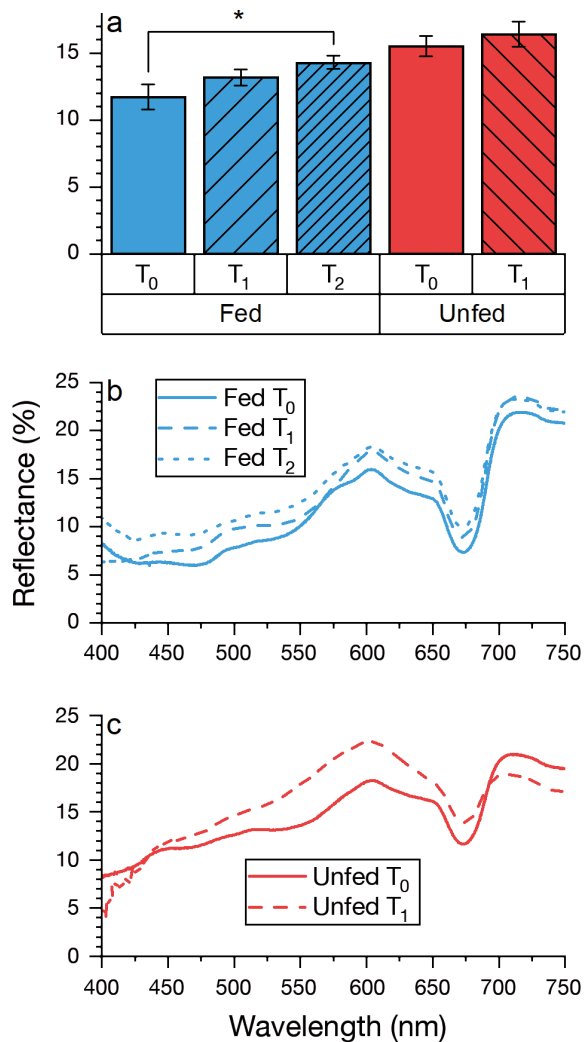 a
*
15
10
5
0
T₀ T₁ T₂ T₀ T₁
Fed Unfed
Reflectance (%)
b
25
20
15
10
5
0
Fed T₀
Fed T₁
Fed T₂
400 450 500 550 600 650 700 750
c
25
20
15
10
5
0
Unfed T₀
Unfed T₁
400 450 500 550 600 650 700 750
Wavelength (nm)